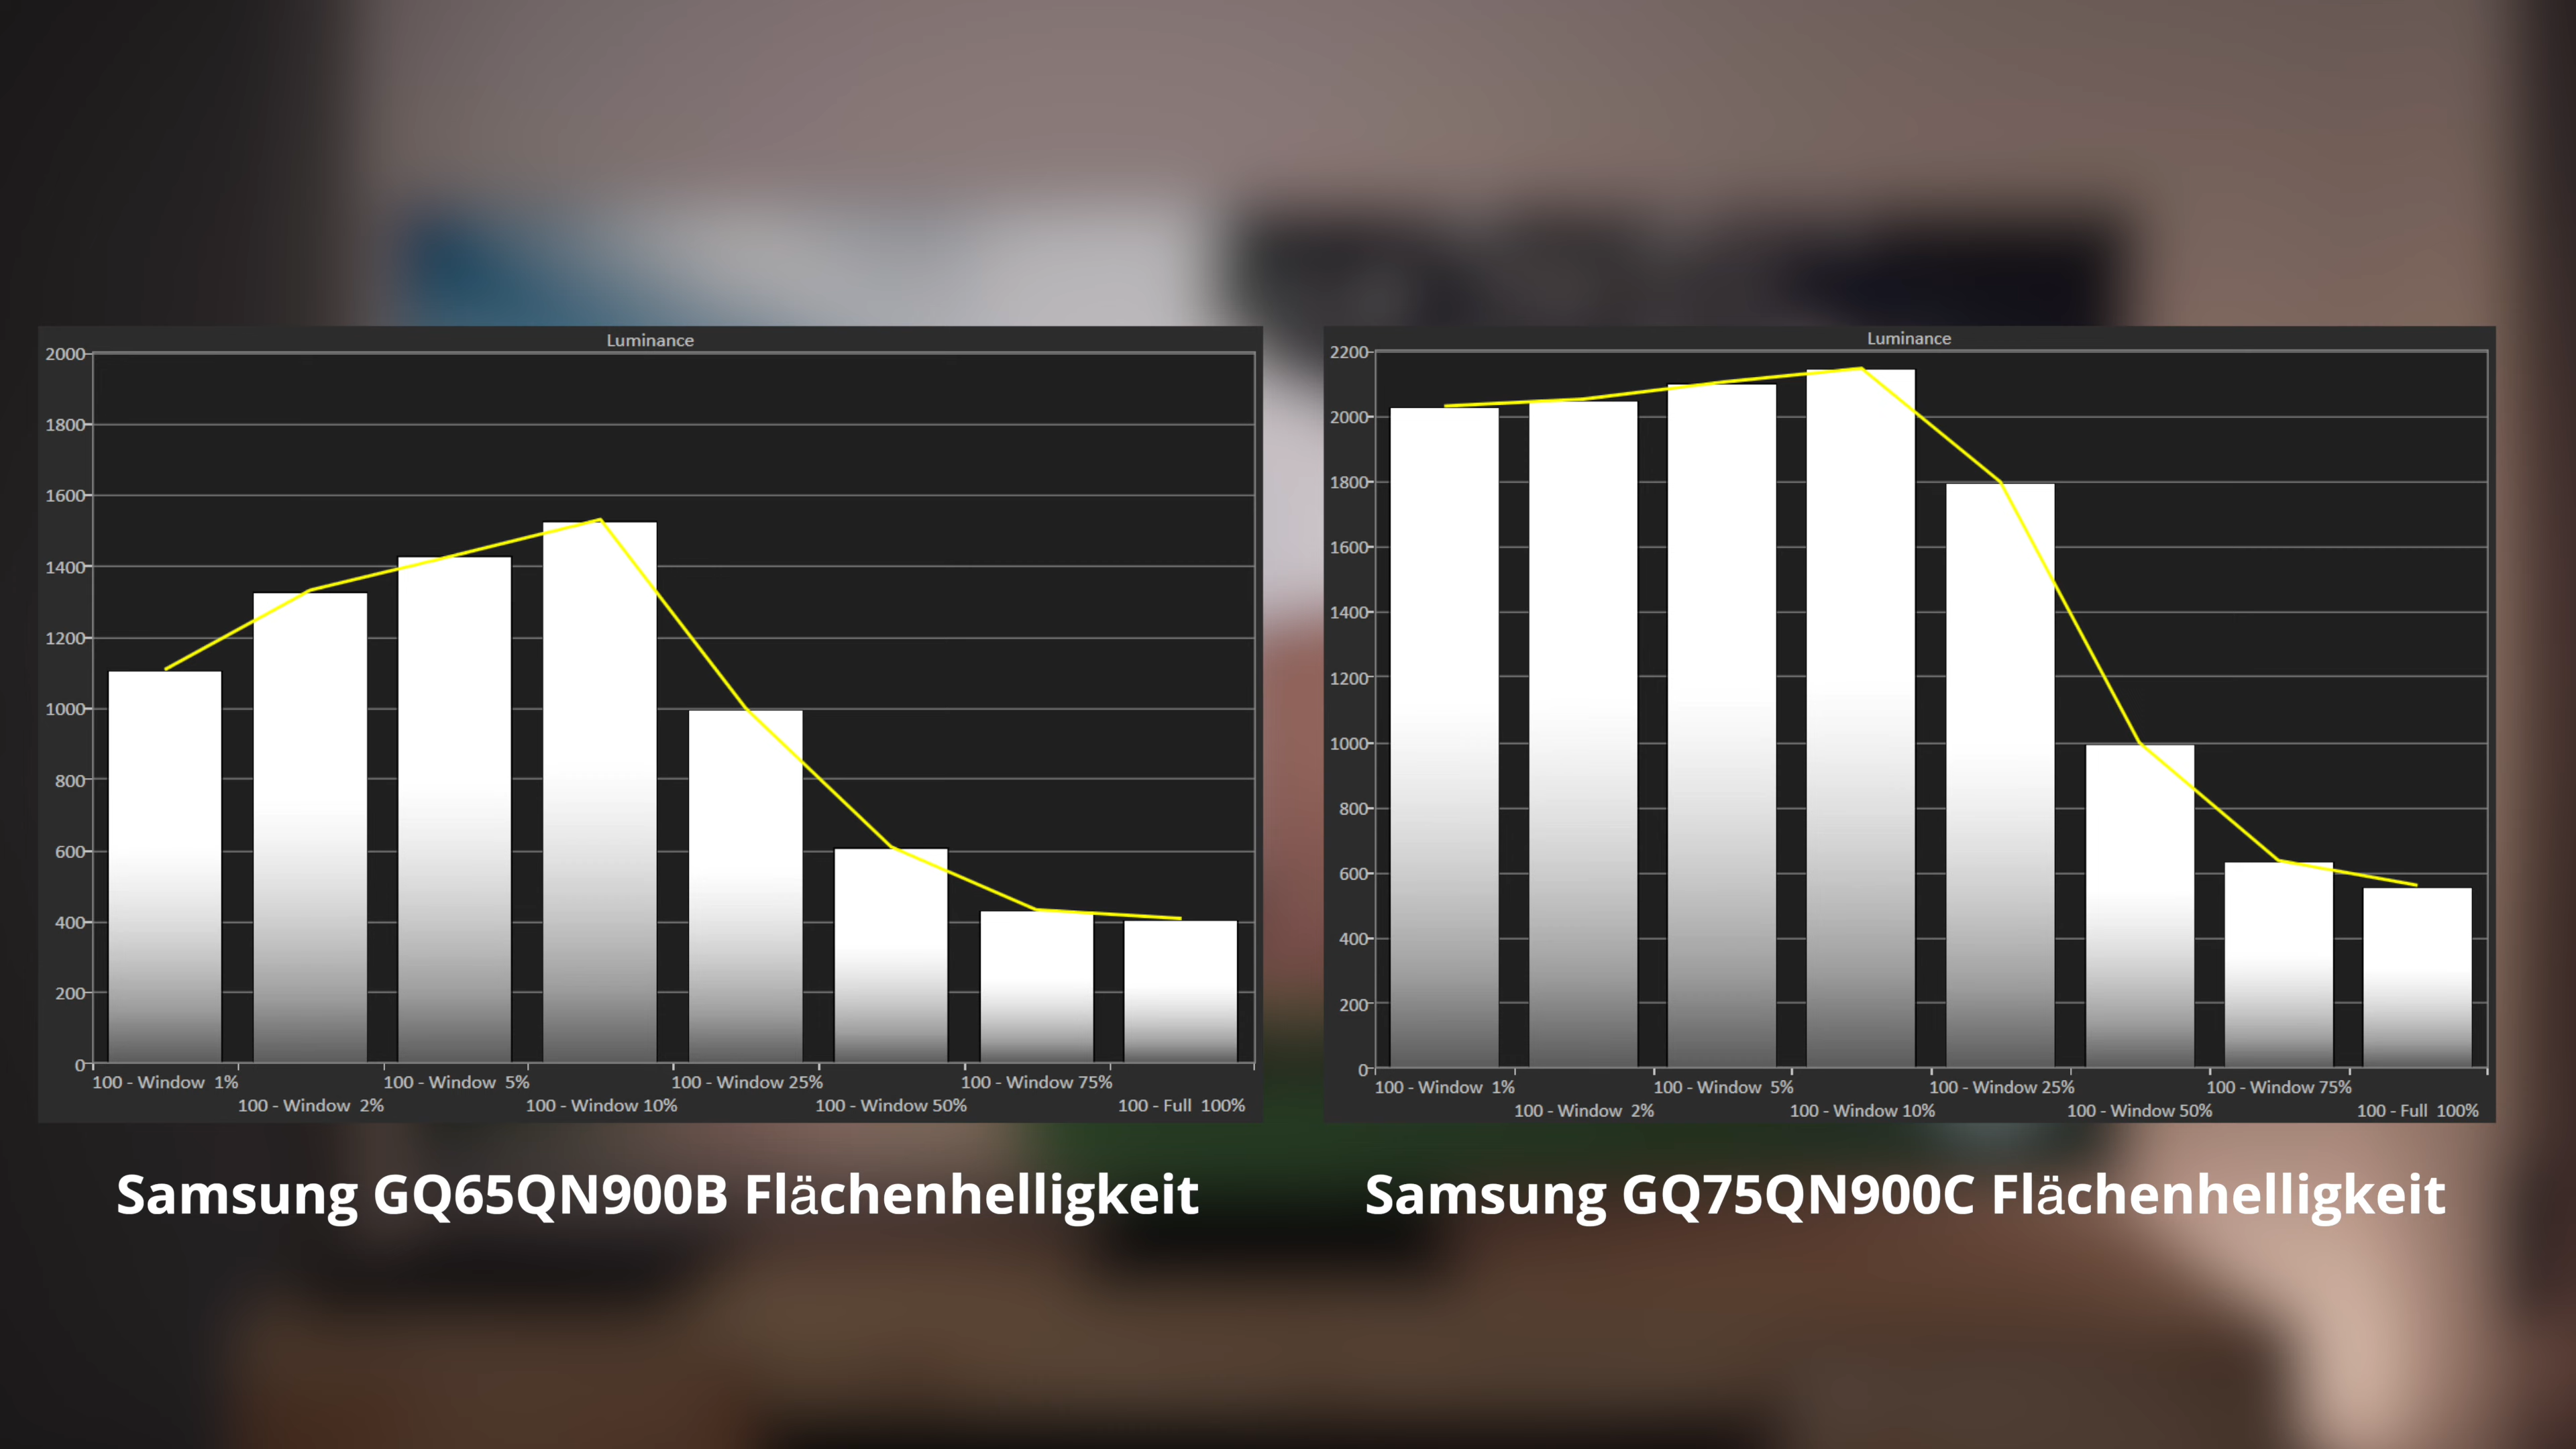 Luminance
2000
1800
1600
1400
1200
1000
800
600
400
200
0
100 - Window 1%
100 - Window 2%
100 - Window 5%
100 - Window 10%
100 - Window 25%
100 - Window 50%
100 - Window 75%
100 - Full 100%
Samsung GQ65QN900B Flächenhelligkeit
Luminance
2200
2000
1800
1600
1400
1200
1000
800
600
400
200
0
100 - Window 1%
100 - Window 2%
100 - Window 5%
100 - Window 10%
100 - Window 25%
100 - Window 50%
100 - Window 75%
100 - Full 100%
Samsung GQ75QN900C Flächenhelligkeit